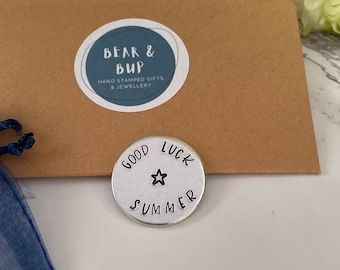 BEAR &
BUP
HAND STAMPED GIFTS
& JEWELLERY
GOOD LUCK
SUMMER